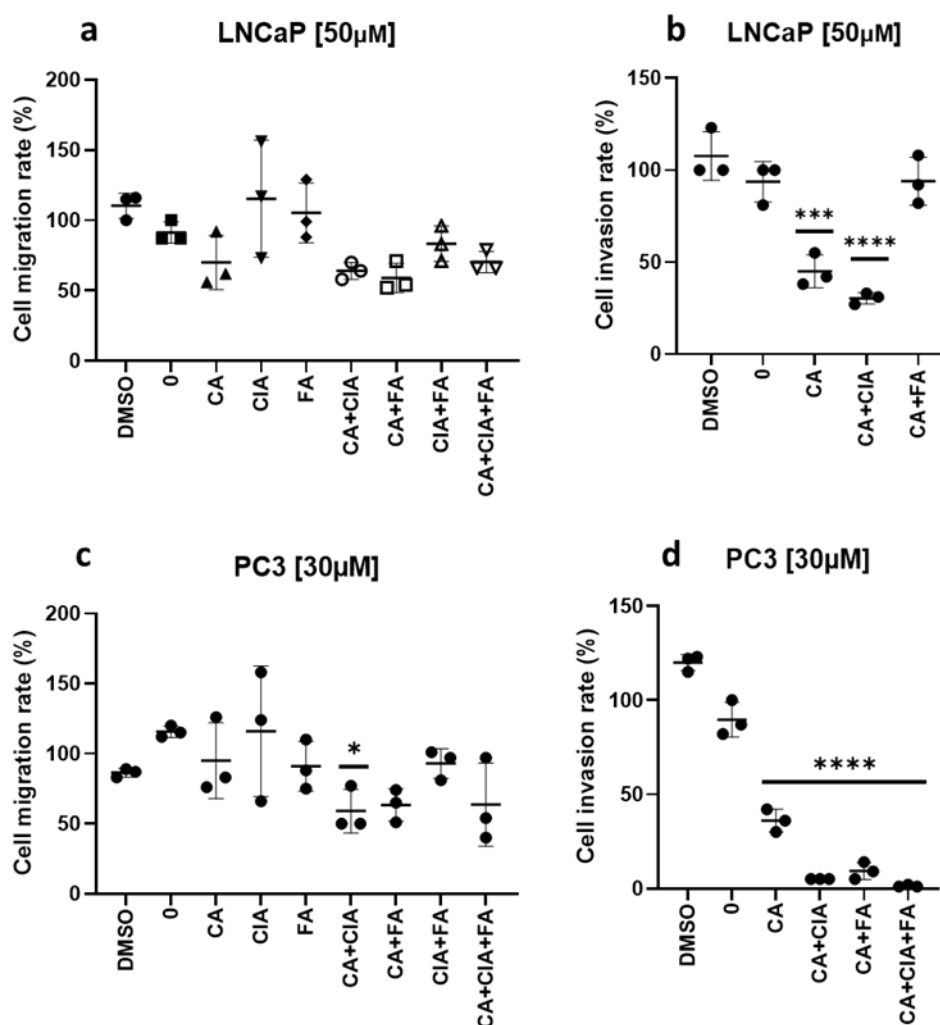 a
LNCaP [50µM]
Cell migration rate (%)
200
150
100
50
0
DMSO
0
CA
CIA
FA
CA+CIA
CA+FA
CIA+FA
CA+CIA+FA
b
LNCaP [50µM]
Cell invasion rate (%)
150
100
50
0
***
****
DMSO
0
CA
CA+CIA
CA+FA
c
PC3 [30µM]
Cell migration rate (%)
200
150
100
50
0
*
DMSO
0
CA
CIA
FA
CA+CIA
CA+FA
CIA+FA
CA+CIA+FA
d
PC3 [30µM]
Cell invasion rate (%)
150
100
50
0
****
DMSO
0
CA
CA+CIA
CA+FA
CA+CIA+FA